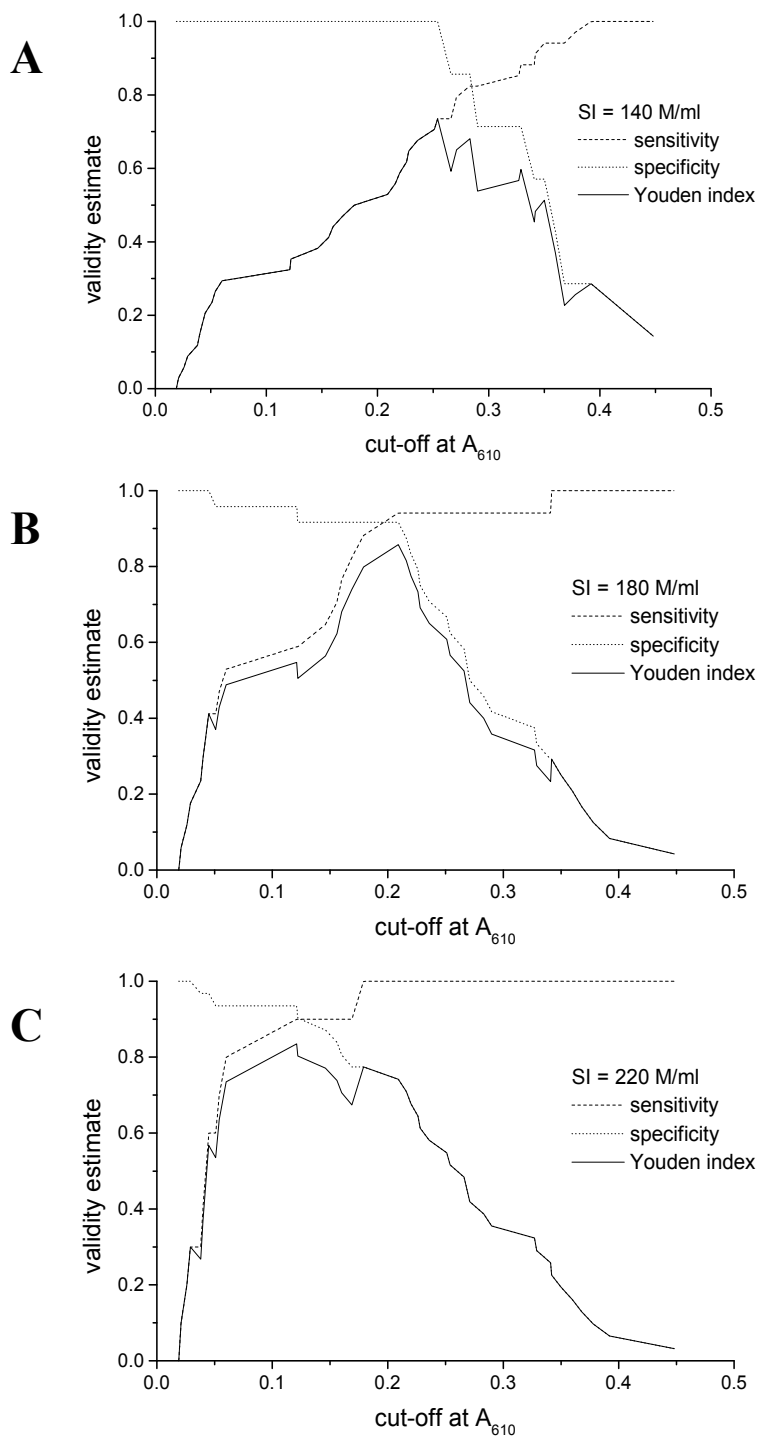 A
1.0
0.8
0.6
0.4
0.2
0.0
validity estimate
SI = 140 M/ml
sensitivity
specificity
Youden index
0.0 0.1 0.2 0.3 0.4 0.5
cut-off at A610
B
1.0
0.8
0.6
0.4
0.2
0.0
validity estimate
SI = 180 M/ml
sensitivity
specificity
Youden index
0.0 0.1 0.2 0.3 0.4 0.5
cut-off at A610
C
1.0
0.8
0.6
0.4
0.2
0.0
validity estimate
SI = 220 M/ml
sensitivity
specificity
Youden index
0.0 0.1 0.2 0.3 0.4 0.5
cut-off at A610